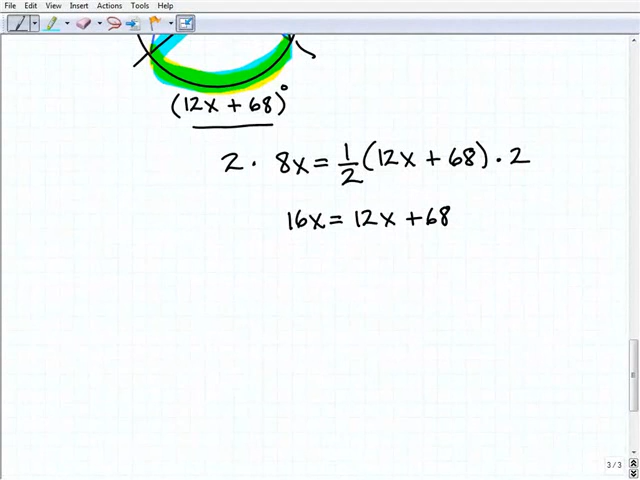 File Edit View Insert Actions Tools Help
(12x + 68)°
2 · 8x = 1/2 (12x + 68) · 2
16x = 12x + 68
3 / 3